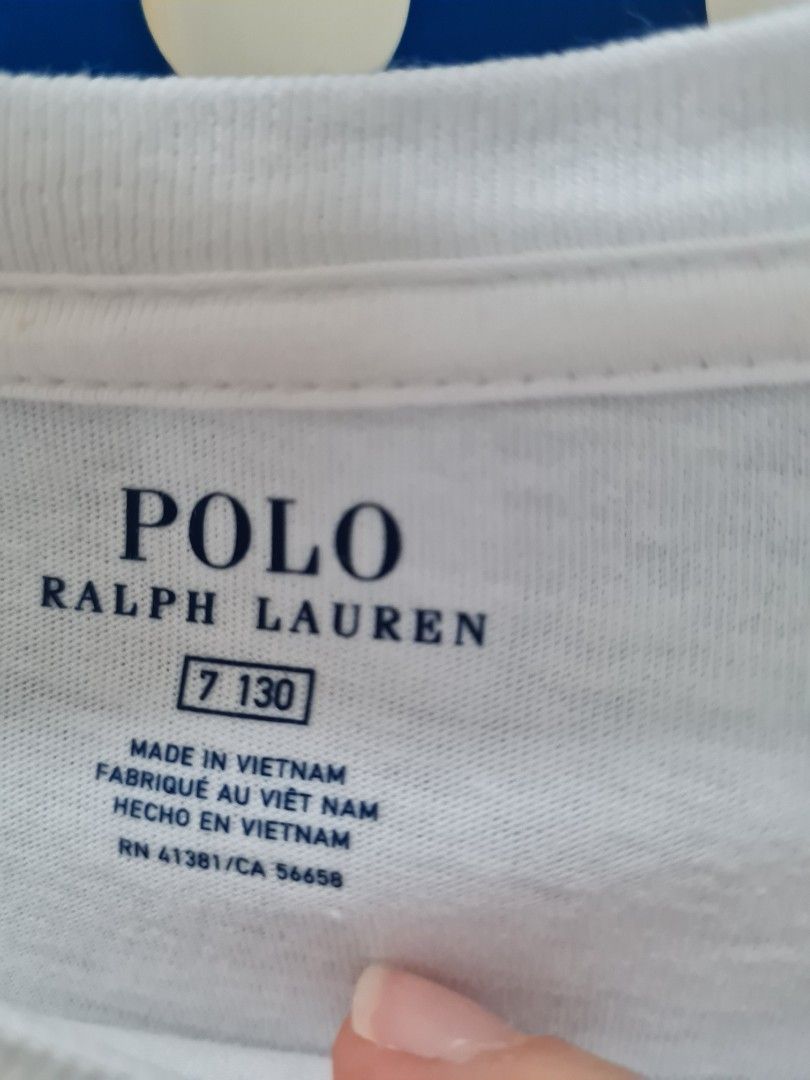 POLO
RALPH LAUREN
7 130
MADE IN VIETNAM
FABRIQUÉ AU VIÊT NAM
HECHO EN VIETNAM
RN 41381/CA 56658